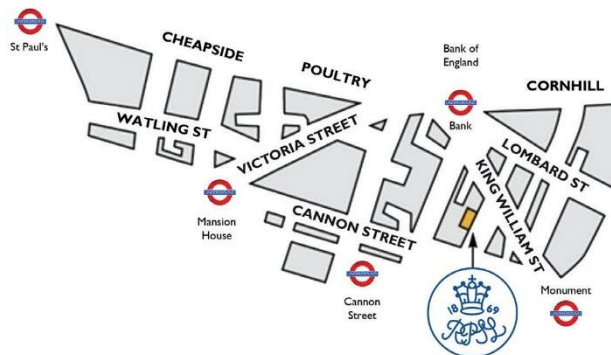 St Paul's
CHEAPSIDE
POULTRY
Bank of
England
CORNHILL
WATLING ST
VICTORIA STREET
Bank
LOMBARD ST
KING WILLIAM ST
Mansion
House
CANNON STREET
Cannon
Street
Monument
18 69
RPSL